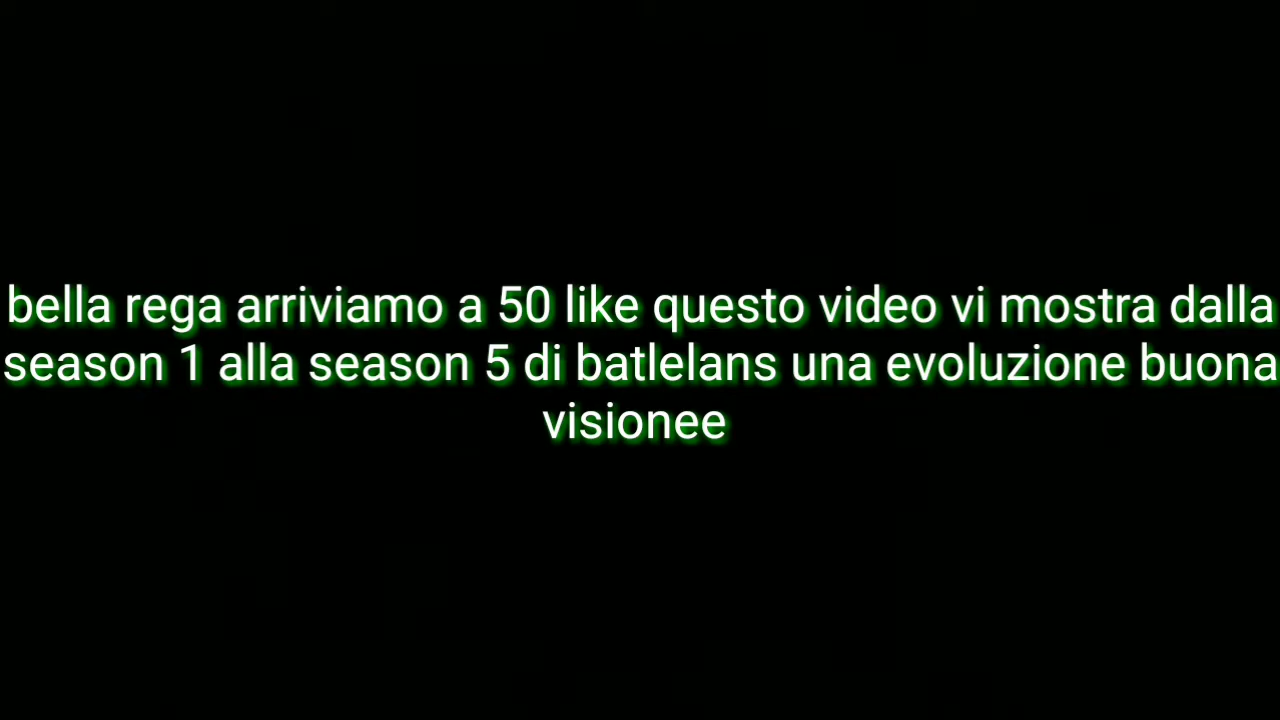 bella rega arriviamo a 50 like questo video vi mostra dalla
season 1 alla season 5 di batlelans una evoluzione buona
visionee